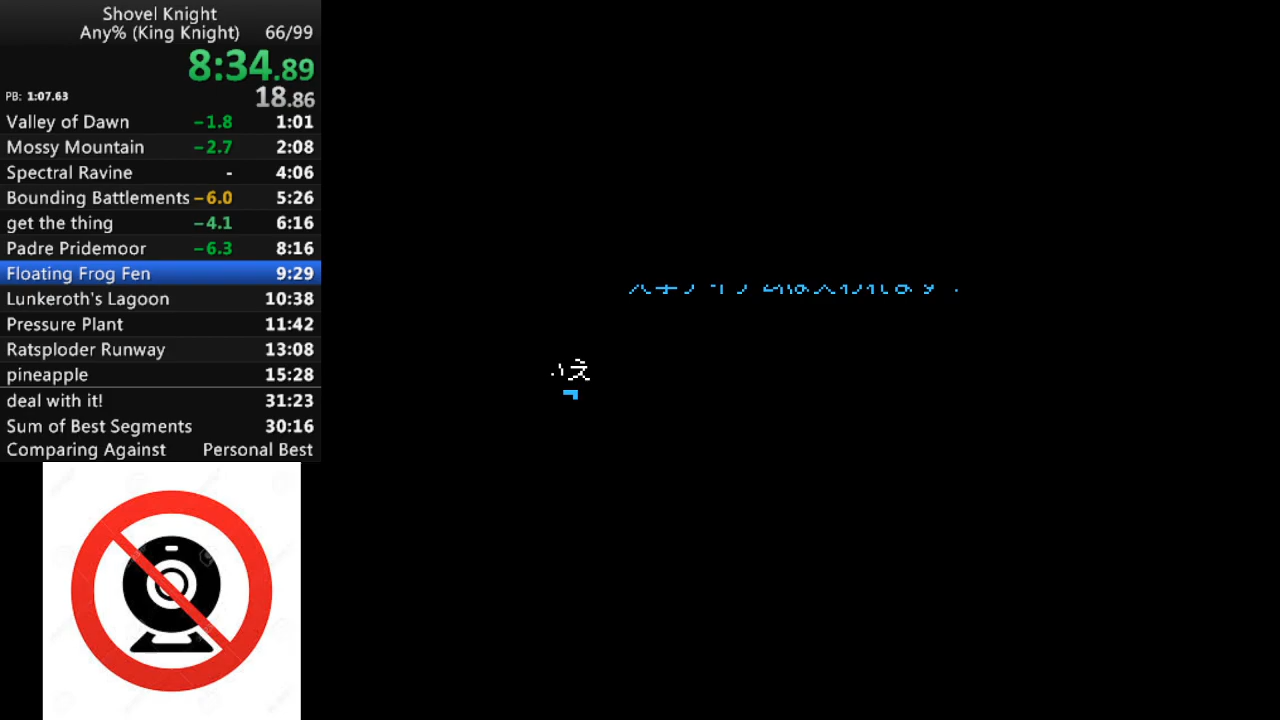 Shovel Knight
Any% (King Knight) 66/99
8:34.89
PB: 1:07.63 18.86
Valley of Dawn -1.8 1:01
Mossy Mountain -2.7 2:08
Spectral Ravine - 4:06
Bounding Battlements -6.0 5:26
get the thing -4.1 6:16
Padre Pridemoor -6.3 8:16
Floating Frog Fen 9:29
Lunkeroth's Lagoon 10:38
Pressure Plant 11:42
Ratsploder Runway 13:08
pineapple 15:28
deal with it! 31:23
Sum of Best Segments 30:16
Comparing Against Personal Best